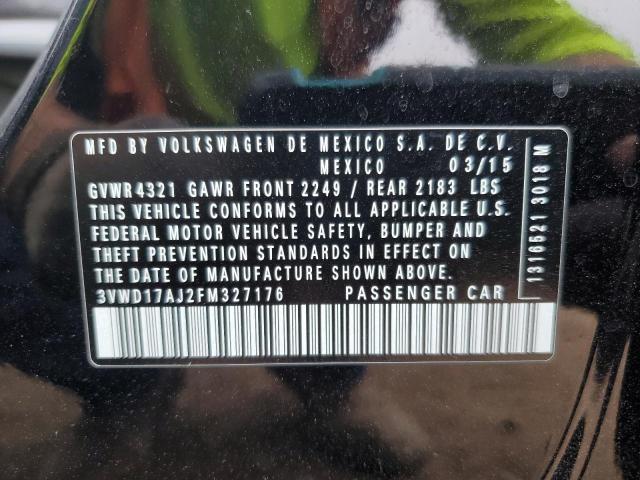 MFD BY VOLKSWAGEN DE MEXICO S.A. DE C.V.
MEXICO 03/15
GVWR4321 GAWR FRONT 2249 / REAR 2183 LBS
THIS VEHICLE CONFORMS TO ALL APPLICABLE U.S.
FEDERAL MOTOR VEHICLE SAFETY, BUMPER AND
THEFT PREVENTION STANDARDS IN EFFECT ON
THE DATE OF MANUFACTURE SHOWN ABOVE.
3VWD17AJ2FM327176 PASSENGER CAR
1316521 3018 M